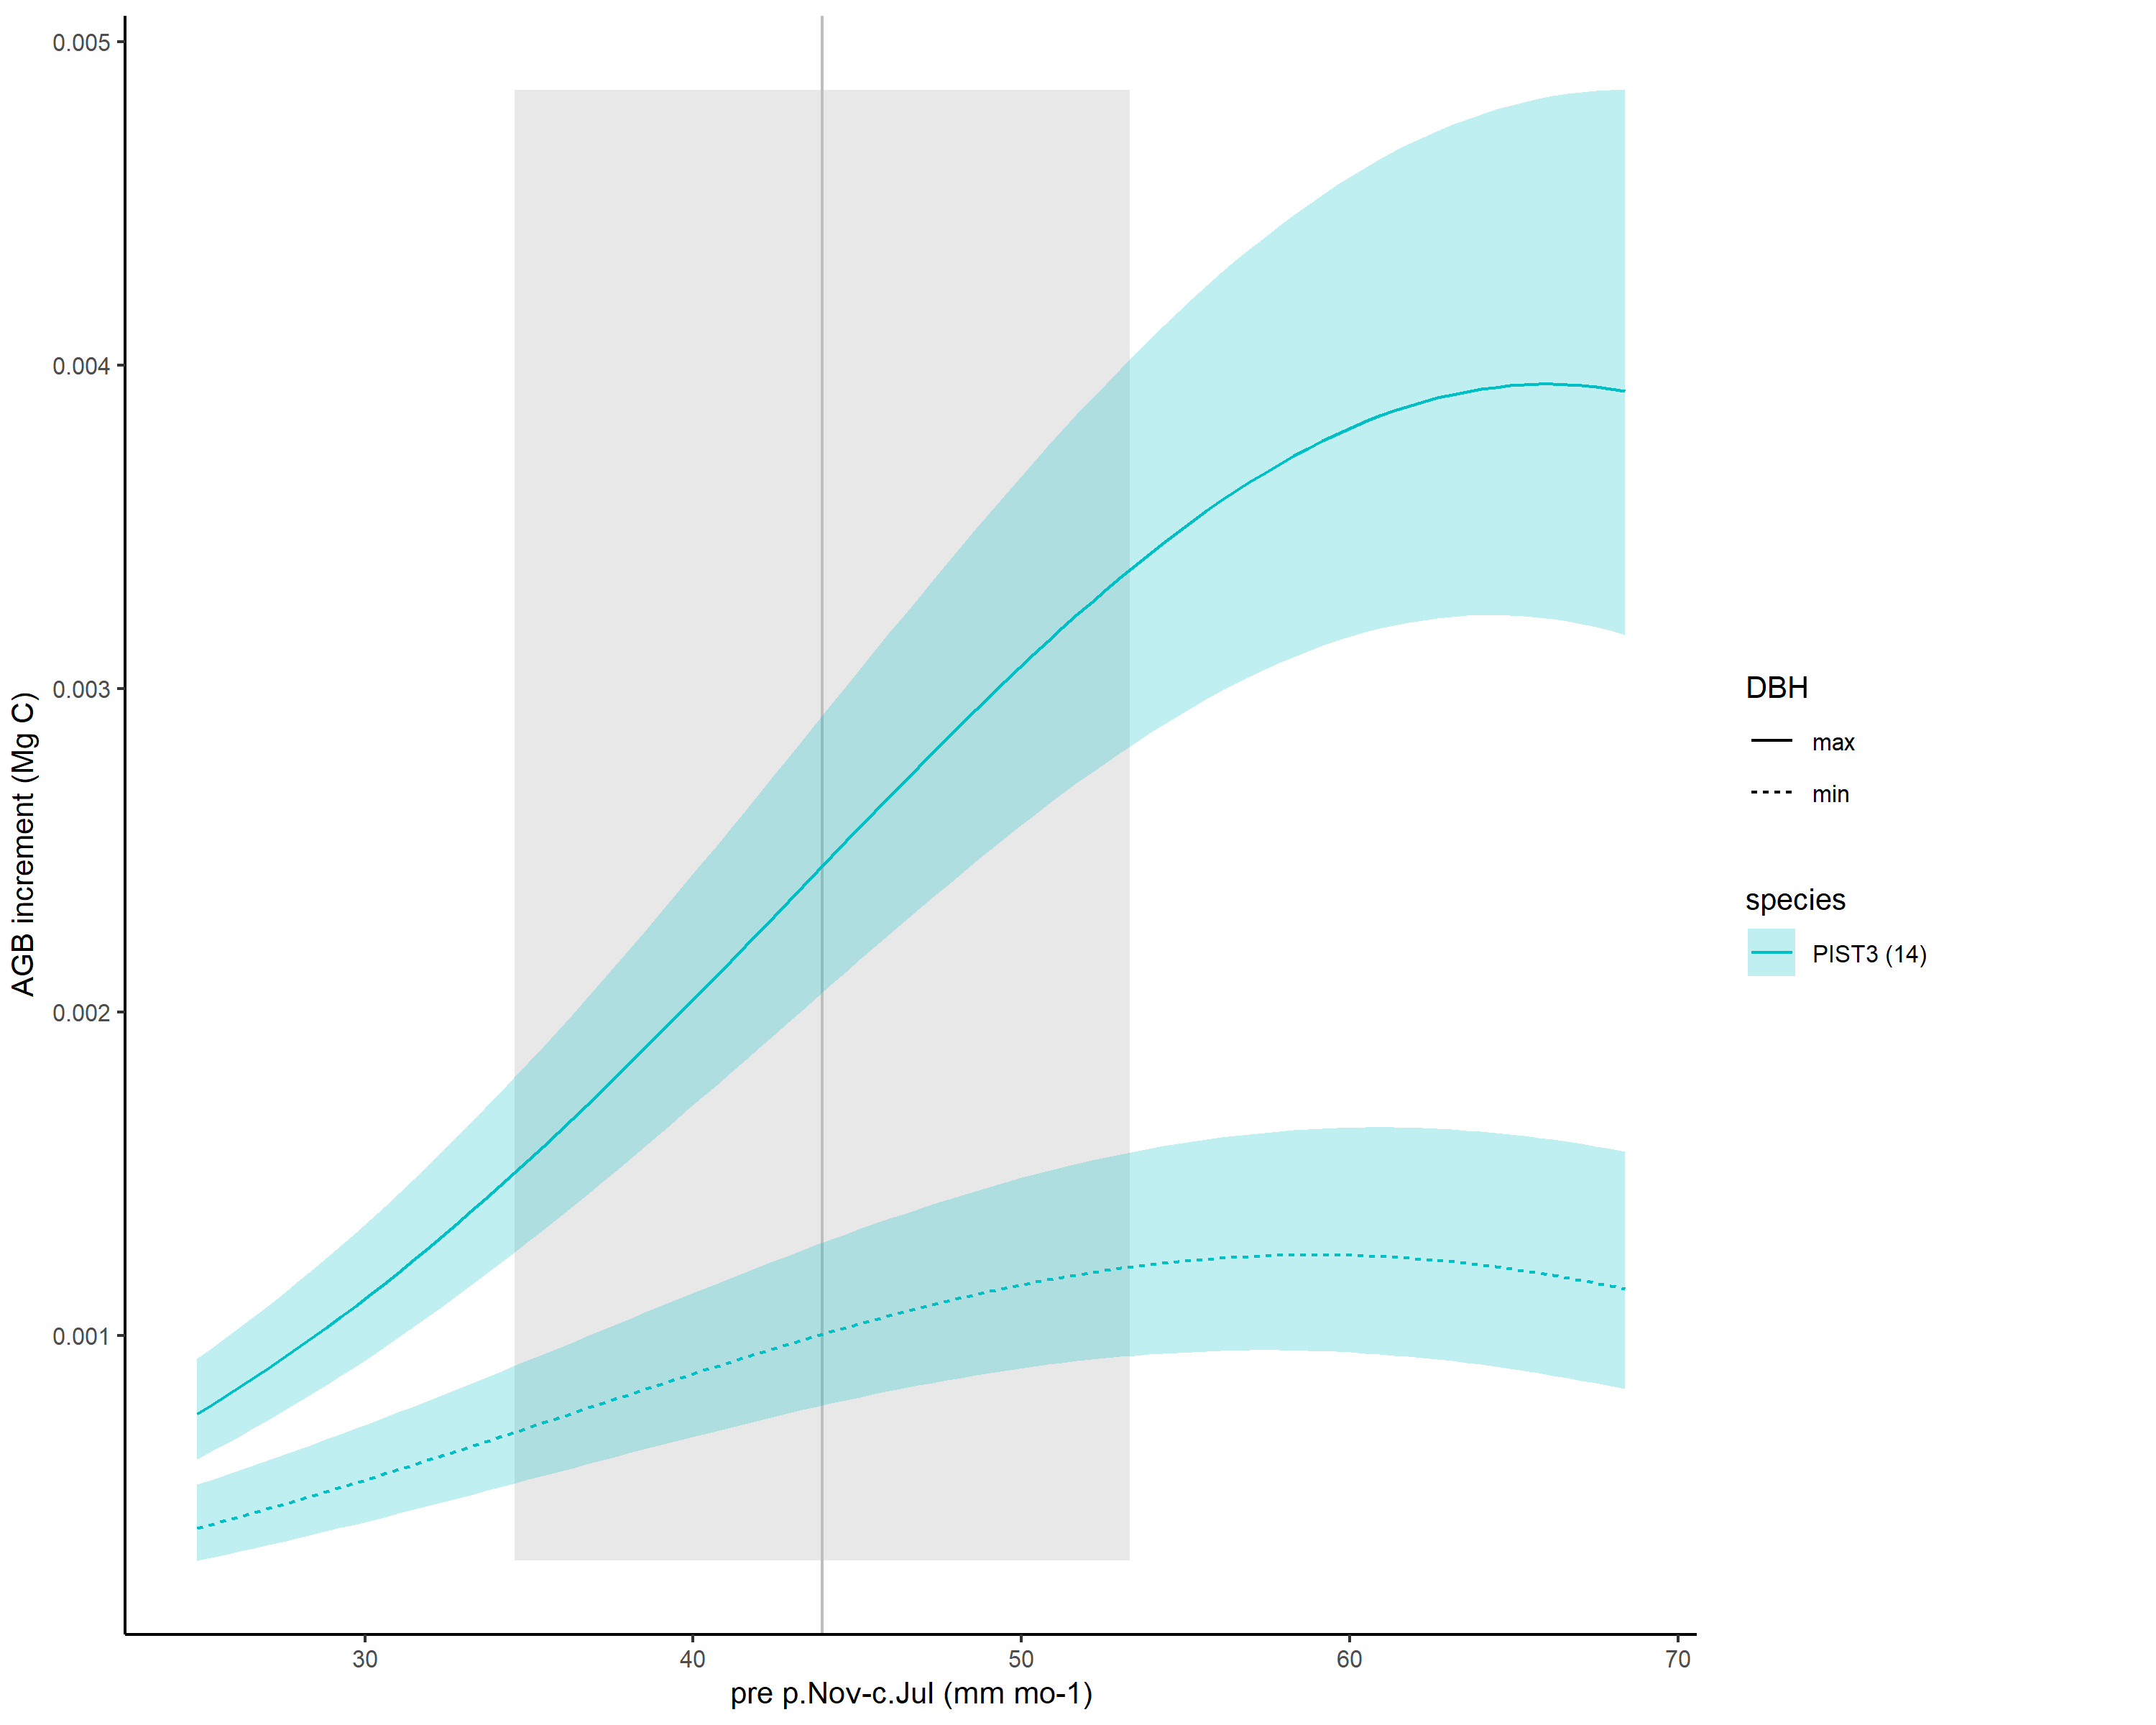 0.005
0.004
0.003
0.002
0.001
AGB increment (Mg C)
30 40 50 60 70
pre p.Nov-c.Jul (mm mo-1)
DBH
max
min
species
PIST3 (14)